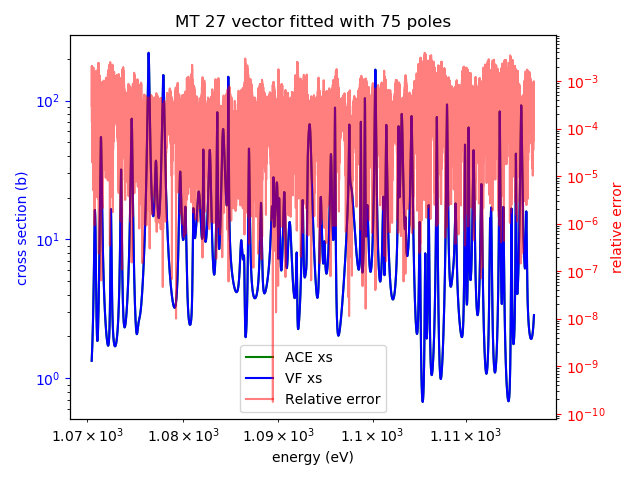 MT 27 vector fitted with 75 poles
cross section (b)
10² 
10¹
10⁰
10⁻³
10⁻⁴
10⁻⁵
10⁻⁶
10⁻⁷
10⁻⁸
10⁻⁹
10⁻¹⁰
relative error
ACE xs
VF xs
Relative error
1.07 × 10³ 1.08 × 10³ 1.09 × 10³ 1.1 × 10³ 1.11 × 10³
energy (eV)